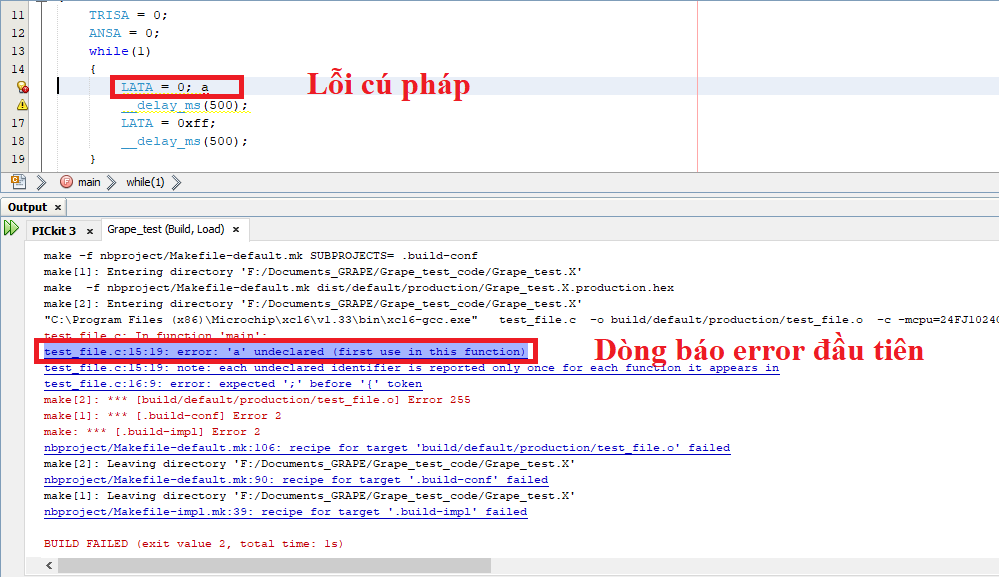 11 TRISA = 0;
12 ANSA = 0;
13 while(1)
14 {
LATA = 0; a
Lỗi cú pháp
__delay_ms(500);
17 LATA = 0xff;
18 __delay_ms(500);
19 }
main while(1)
Output ×
PICkit 3 × Grape_test (Build, Load) ×
make -f nbproject/Makefile-default.mk SUBPROJECTS= .build-conf
make[1]: Entering directory 'F:/Documents_GRAPE/Grape_test_code/Grape_test.X'
make -f nbproject/Makefile-default.mk dist/default/production/Grape_test.X.production.hex
make[2]: Entering directory 'F:/Documents_GRAPE/Grape_test_code/Grape_test.X'
"C:\Program Files (x86)\Microchip\xc16\v1.33\bin\xc16-gcc.exe" test_file.c -o build/default/production/test_file.o -c -mcpu=24FJ10240
test_file.c: In function 'main':
test_file.c:15:19: error: 'a' undeclared (first use in this function)
Dòng báo error đầu tiên
test_file.c:15:19: note: each undeclared identifier is reported only once for each function it appears in
test_file.c:16:9: error: expected ';' before '{' token
make[2]: *** [build/default/production/test_file.o] Error 255
make[1]: *** [.build-conf] Error 2
make: *** [.build-impl] Error 2
nbproject/Makefile-default.mk:106: recipe for target 'build/default/production/test_file.o' failed
make[2]: Leaving directory 'F:/Documents_GRAPE/Grape_test_code/Grape_test.X'
nbproject/Makefile-default.mk:90: recipe for target '.build-conf' failed
make[1]: Leaving directory 'F:/Documents_GRAPE/Grape_test_code/Grape_test.X'
nbproject/Makefile-impl.mk:39: recipe for target '.build-impl' failed
BUILD FAILED (exit value 2, total time: 1s)